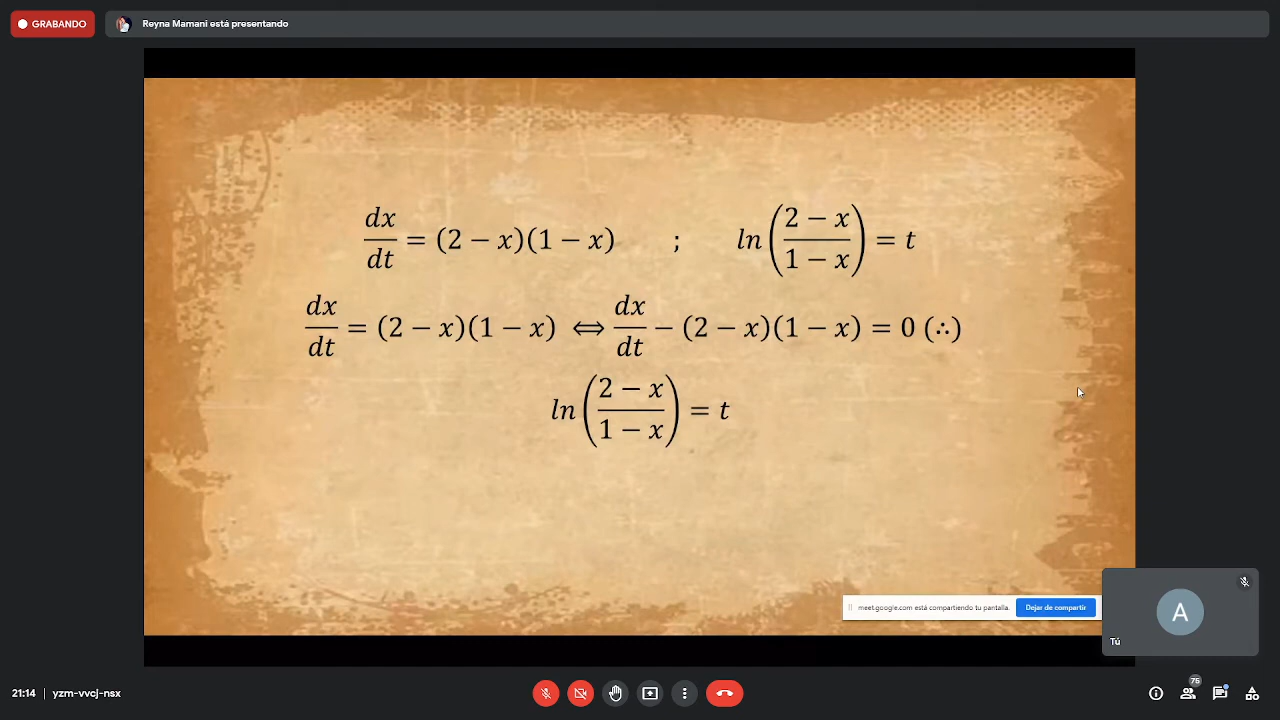 GRABANDO
Reyna Mamani está presentando
dx/dt = (2 − x)(1 − x) ; ln((2 − x)/(1 − x)) = t
dx/dt = (2 − x)(1 − x) ⟺ dx/dt − (2 − x)(1 − x) = 0 (∴)
ln((2 − x)/(1 − x)) = t
meet.google.com está compartiendo tu pantalla.
Dejar de compartir
A
Tú
21:14 | yzm-vvcj-nsx
75